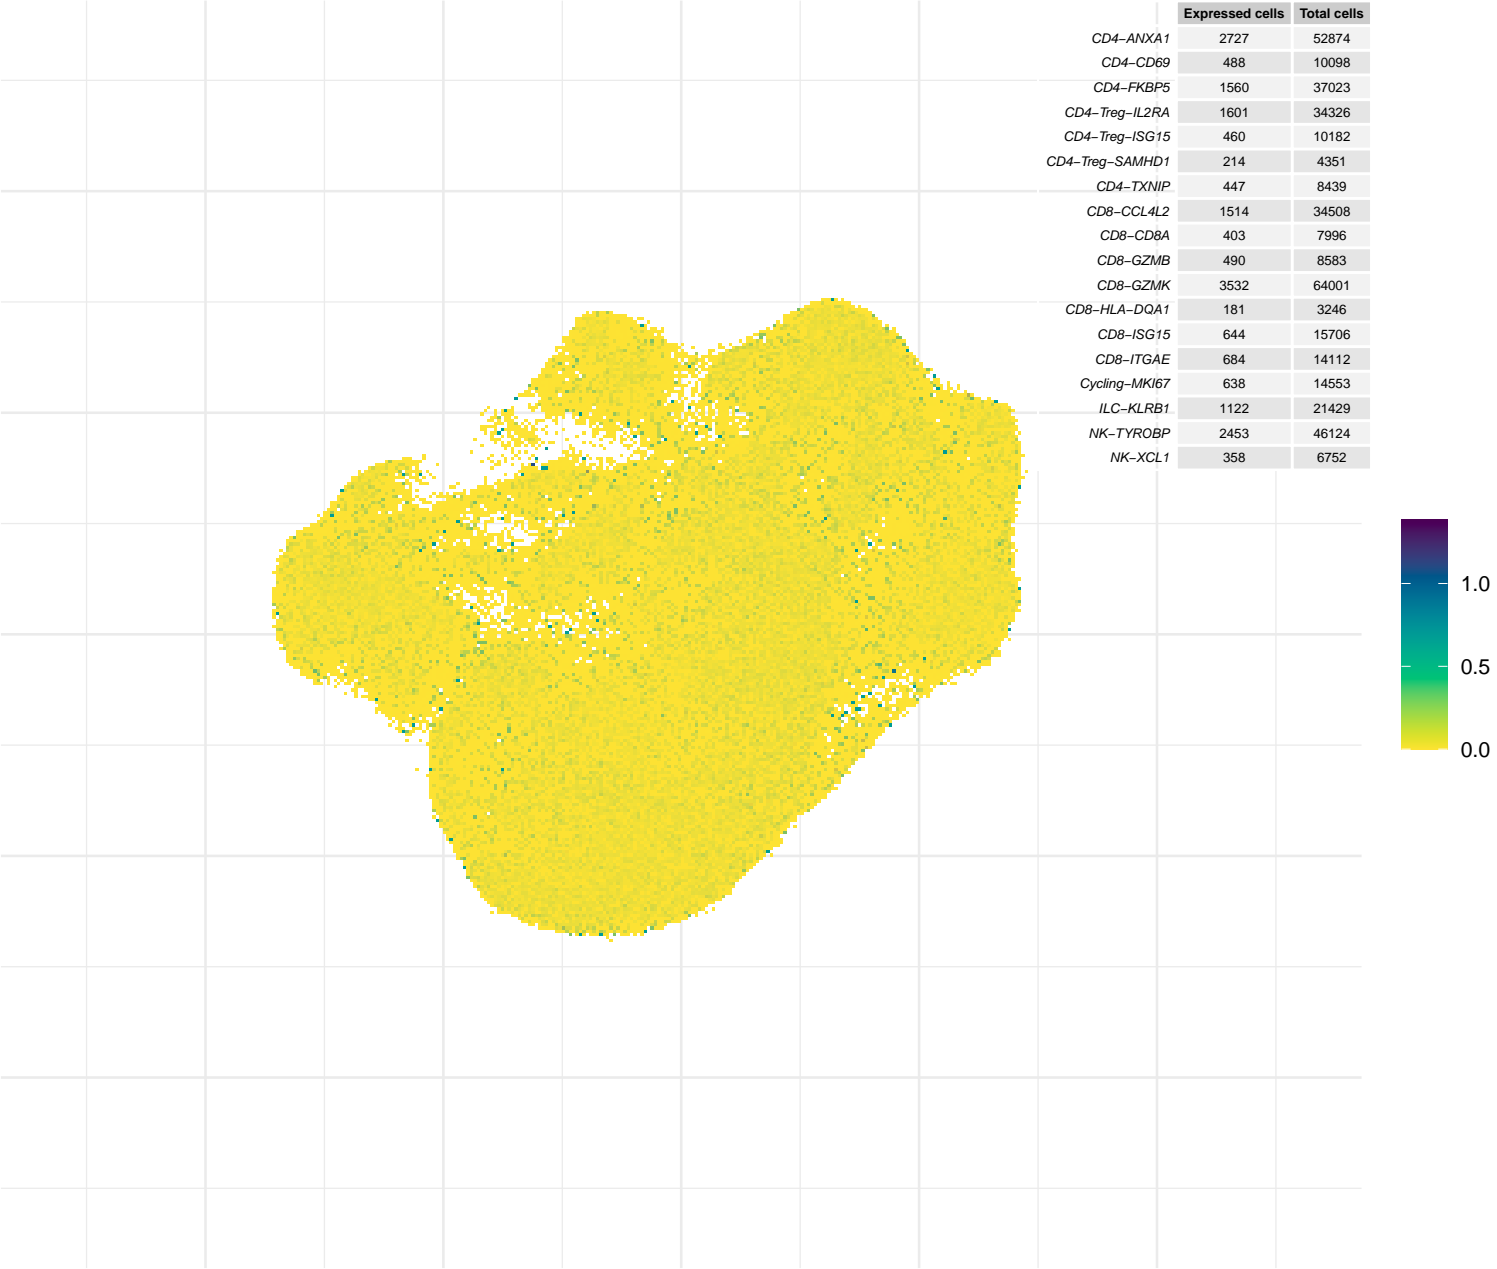 Expressed cells Total cells
CD4−ANXA1 2727 52874
CD4−CD69 488 10098
CD4−FKBP5 1560 37023
CD4−Treg−IL2RA 1601 34326
CD4−Treg−ISG15 460 10182
CD4−Treg−SAMHD1 214 4351
CD4−TXNIP 447 8439
CD8−CCL4L2 1514 34508
CD8−CD8A 403 7996
CD8−GZMB 490 8583
CD8−GZMK 3532 64001
CD8−HLA−DQA1 181 3246
CD8−ISG15 644 15706
CD8−ITGAE 684 14112
Cycling−MKI67 638 14553
ILC−KLRB1 1122 21429
NK−TYROBP 2453 46124
NK−XCL1 358 6752
1.0
0.5
0.0